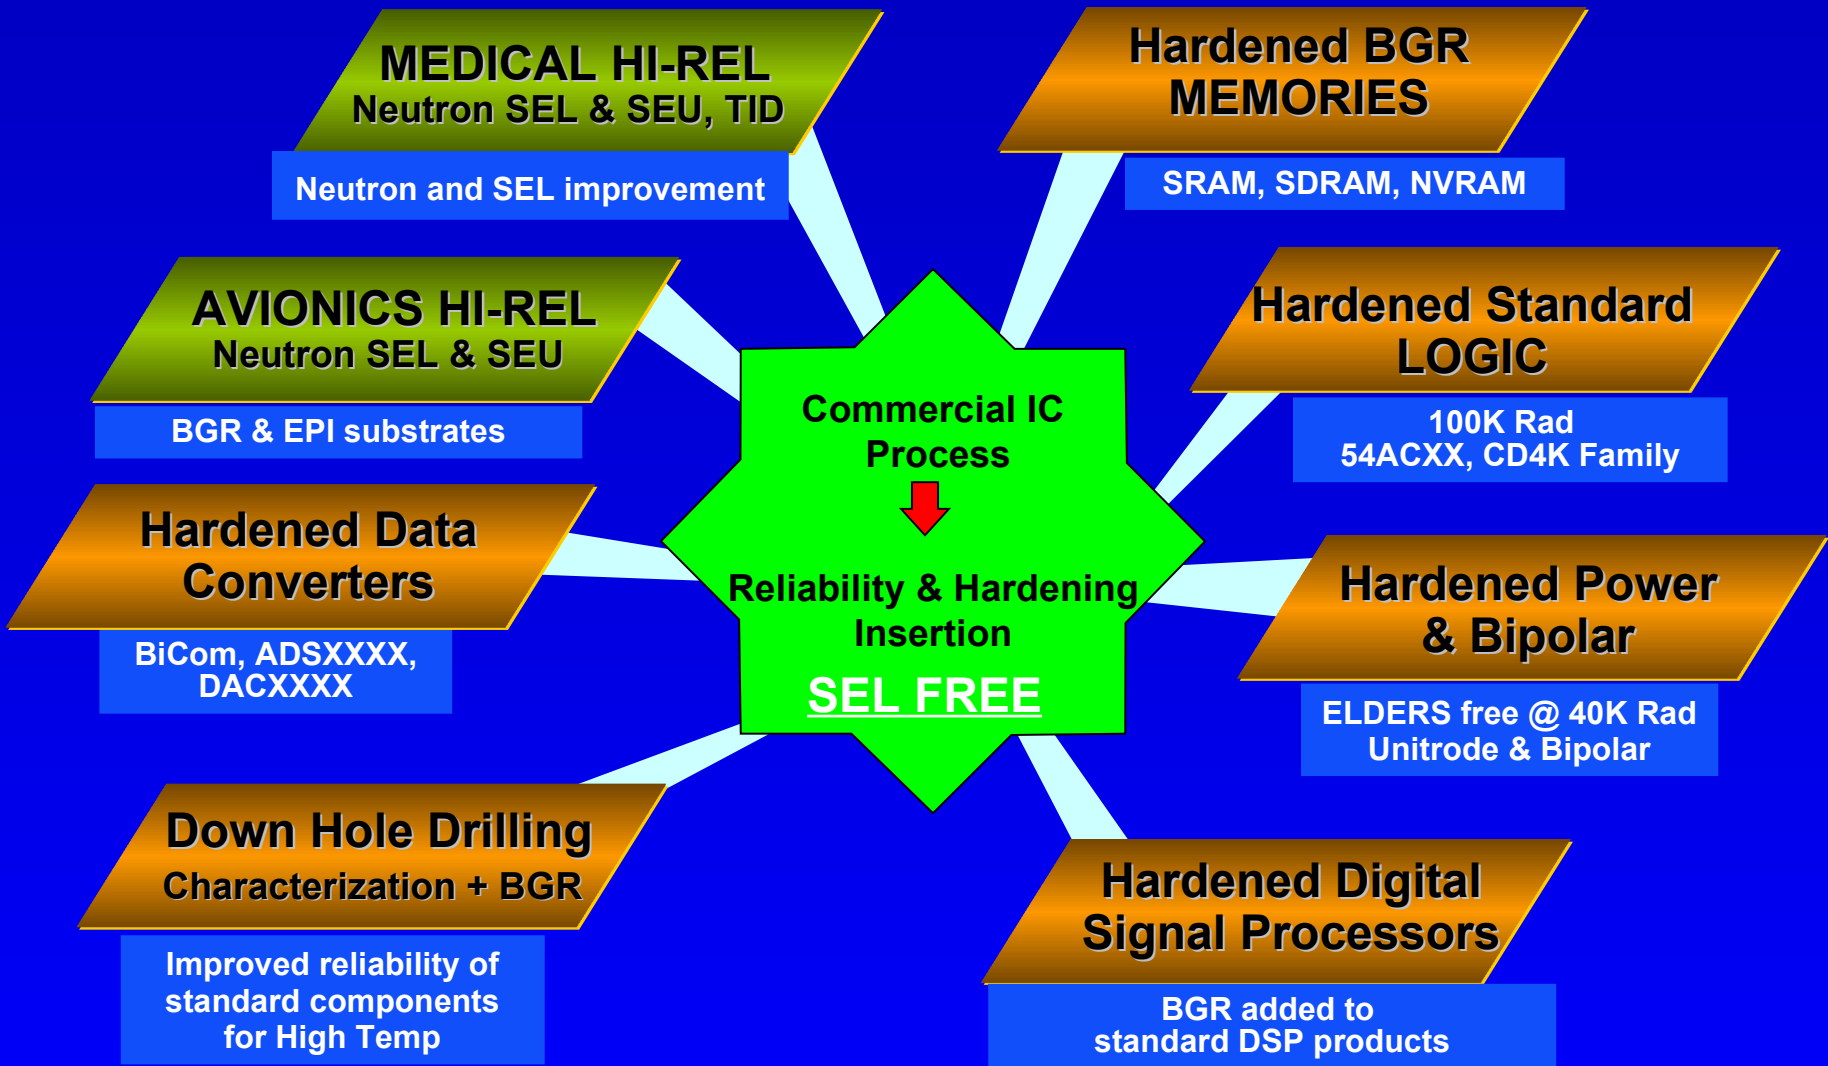 MEDICAL HI-REL
Neutron SEL & SEU, TID
Neutron and SEL improvement
Hardened BGR
MEMORIES
SRAM, SDRAM, NVRAM
AVIONICS HI-REL
Neutron SEL & SEU
BGR & EPI substrates
Hardened Standard
LOGIC
100K Rad
54ACXX, CD4K Family
Commercial IC
Process
Reliability & Hardening
Insertion
SEL FREE
Hardened Data
Converters
BiCom, ADSXXXX,
DACXXXX
Hardened Power
& Bipolar
ELDERS free @ 40K Rad
Unitrode & Bipolar
Down Hole Drilling
Characterization + BGR
Improved reliability of
standard components
for High Temp
Hardened Digital
Signal Processors
BGR added to
standard DSP products